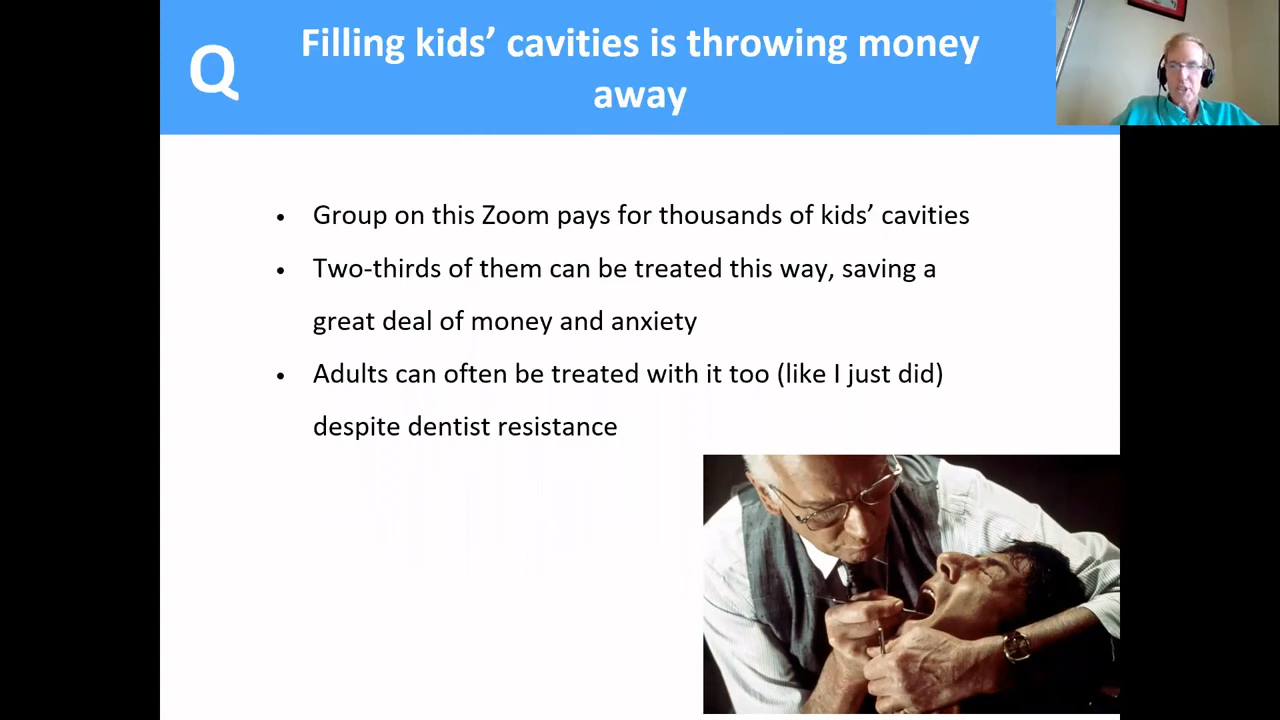 Q
Filling kids’ cavities is throwing money
away
• Group on this Zoom pays for thousands of kids’ cavities
• Two-thirds of them can be treated this way, saving a
great deal of money and anxiety
• Adults can often be treated with it too (like I just did)
despite dentist resistance